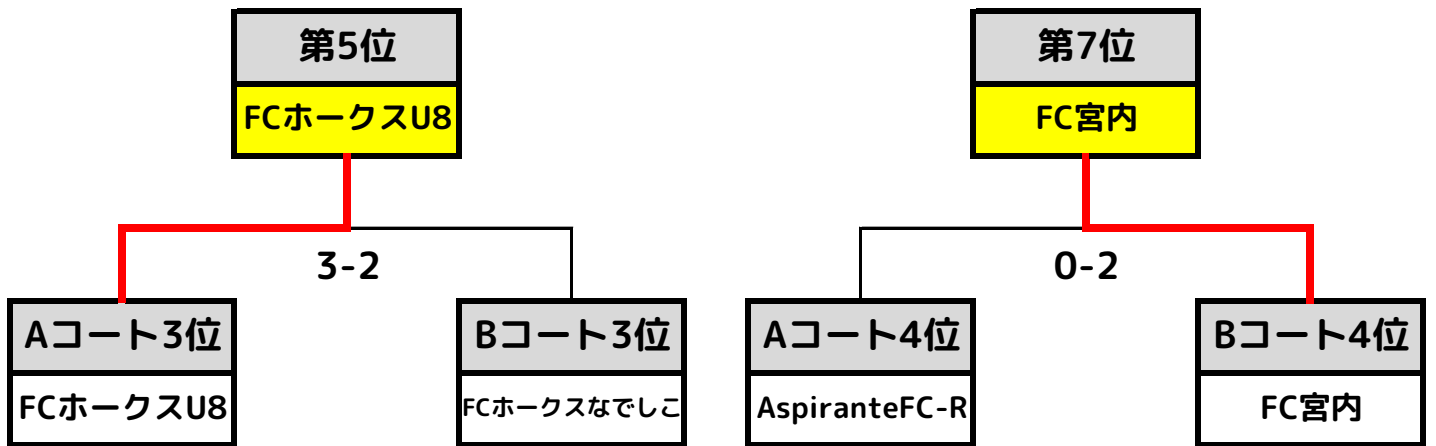 第5位
FCホークスU8
3-2
Aコート3位
FCホークスU8
Bコート3位
FCホークスなでしこ
第7位
FC宮内
0-2
Aコート4位
AspiranteFC-R
Bコート4位
FC宮内